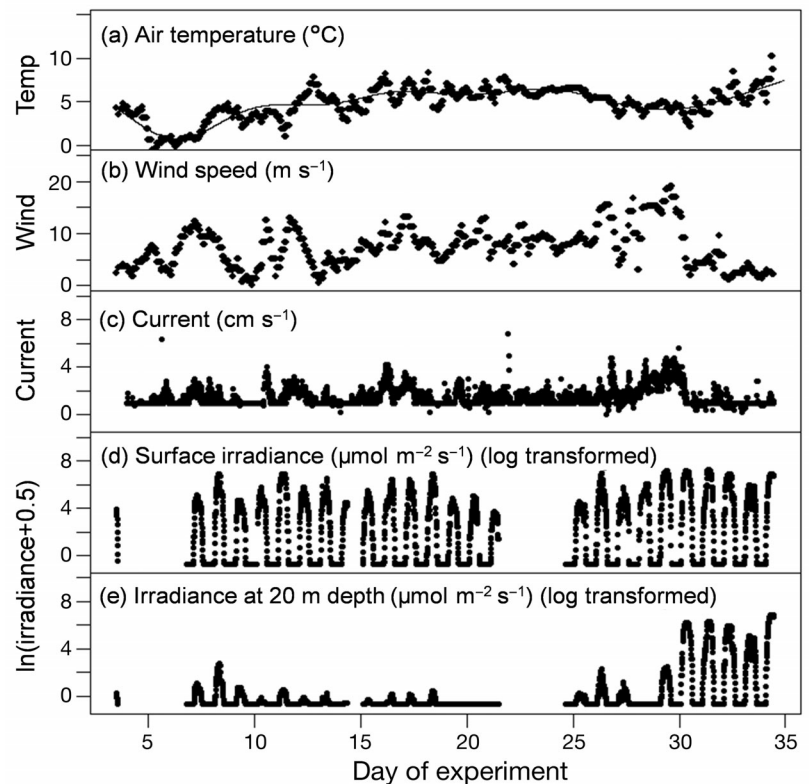 (a) Air temperature (ºC)
Temp
10
5
0
(b) Wind speed (m s⁻¹)
Wind
20
10
0
(c) Current (cm s⁻¹)
Current
8
4
0
(d) Surface irradiance (µmol m⁻² s⁻¹) (log transformed)
8
4
0
ln(irradiance+0.5)
(e) Irradiance at 20 m depth (µmol m⁻² s⁻¹) (log transformed)
8
4
0
5 10 15 20 25 30 35
Day of experiment